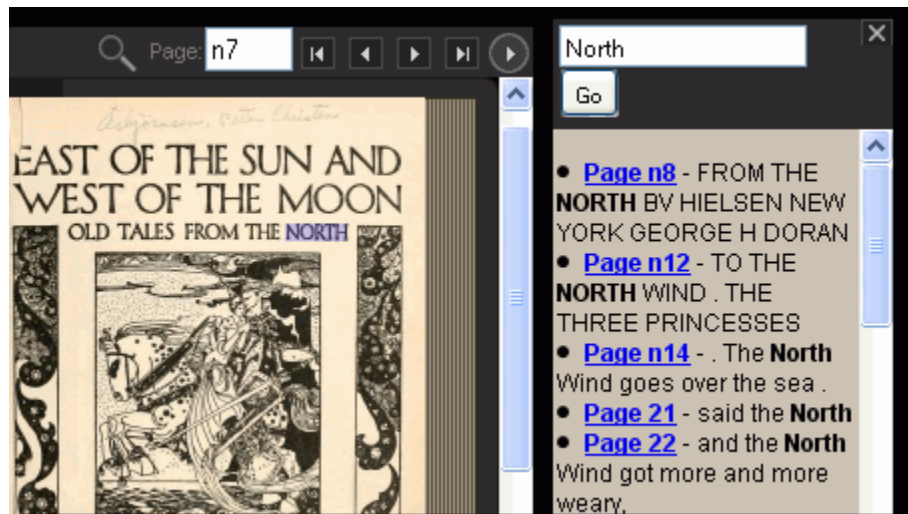 Page: n7
Asbjörnsen, Peter Christen
EAST OF THE SUN AND
WEST OF THE MOON
OLD TALES FROM THE NORTH
North
Go
Page n8 - FROM THE
NORTH BV HIELSEN NEW
YORK GEORGE H DORAN
Page n12 - TO THE
NORTH WIND . THE
THREE PRINCESSES
Page n14 - . The North
Wind goes over the sea .
Page 21 - said the North
Page 22 - and the North
Wind got more and more
weary,